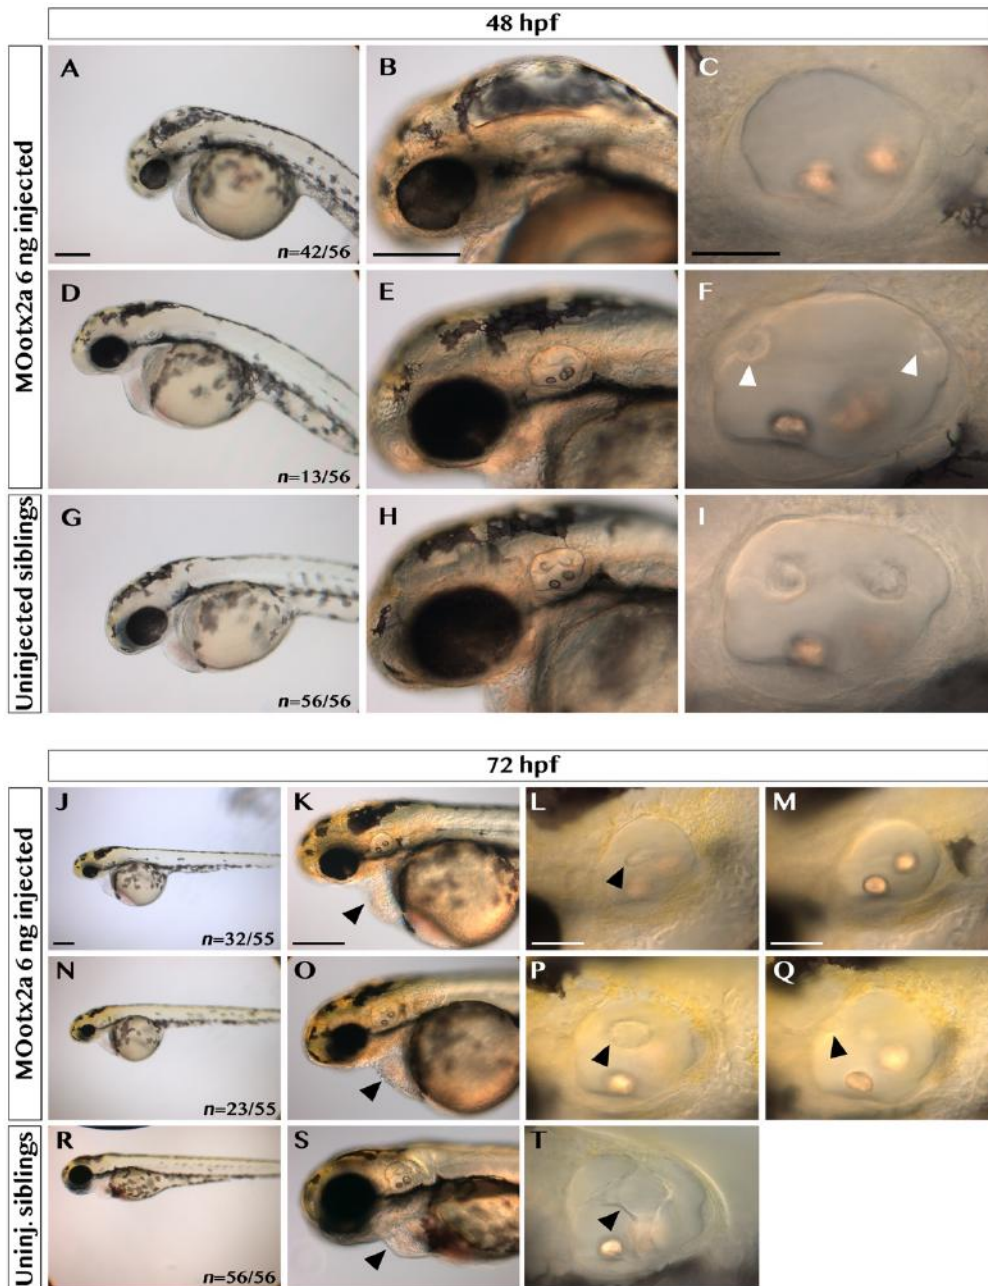 48 hpf
MOotx2a 6 ng injected
A
n=42/56
B
C
D
n=13/56
E
F
Uninjected siblings
G
n=56/56
H
I
72 hpf
MOotx2a 6 ng injected
J
n=32/55
K
L
M
N
n=23/55
O
P
Q
Uninj. siblings
R
n=56/56
S
T